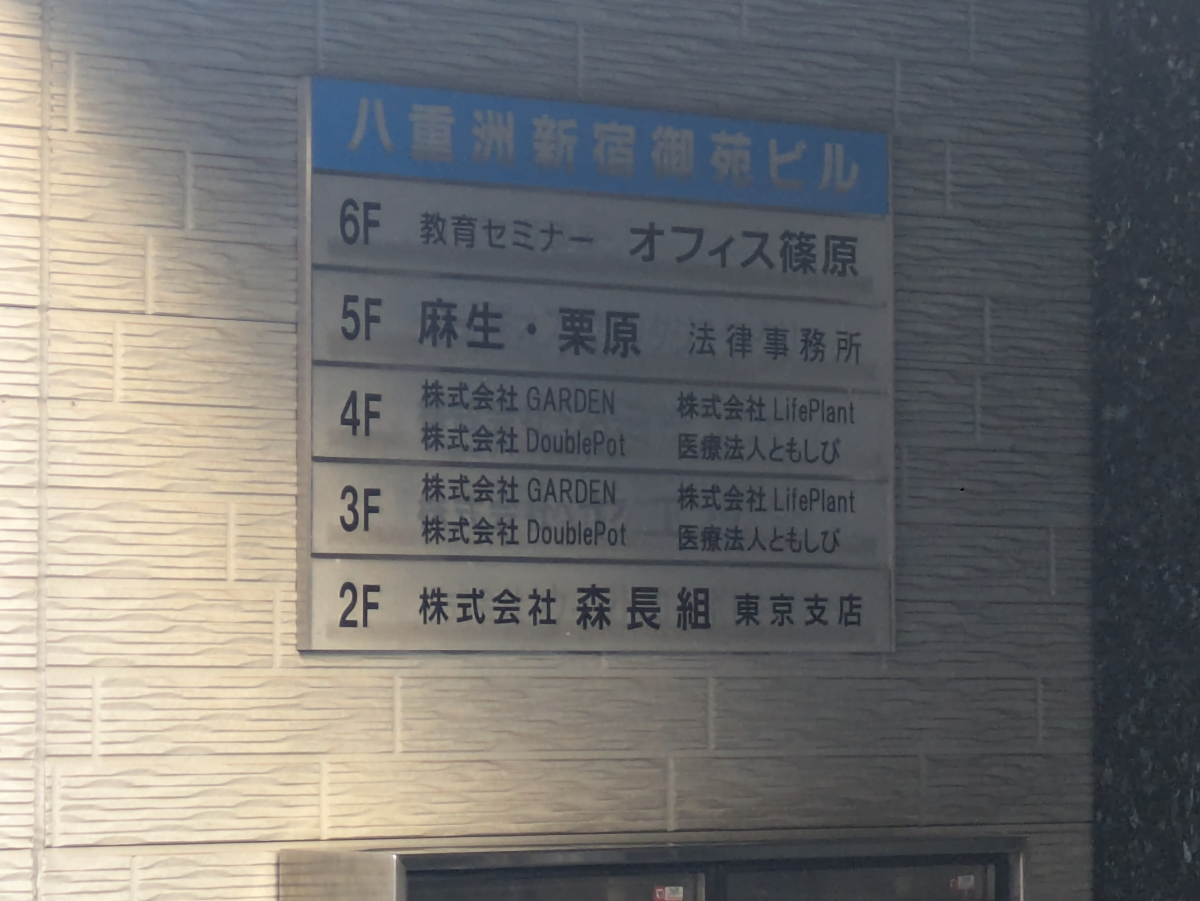 八重洲新宿御苑ビル
6F 教育セミナー オフィス篠原
5F 麻生・栗原 法律事務所
4F 株式会社 GARDEN 株式会社 LifePlant
株式会社 DoublePot 医療法人ともしび
3F 株式会社 GARDEN 株式会社 LifePlant
株式会社 DoublePot 医療法人ともしび
2F 株式会社 森長組 東京支店